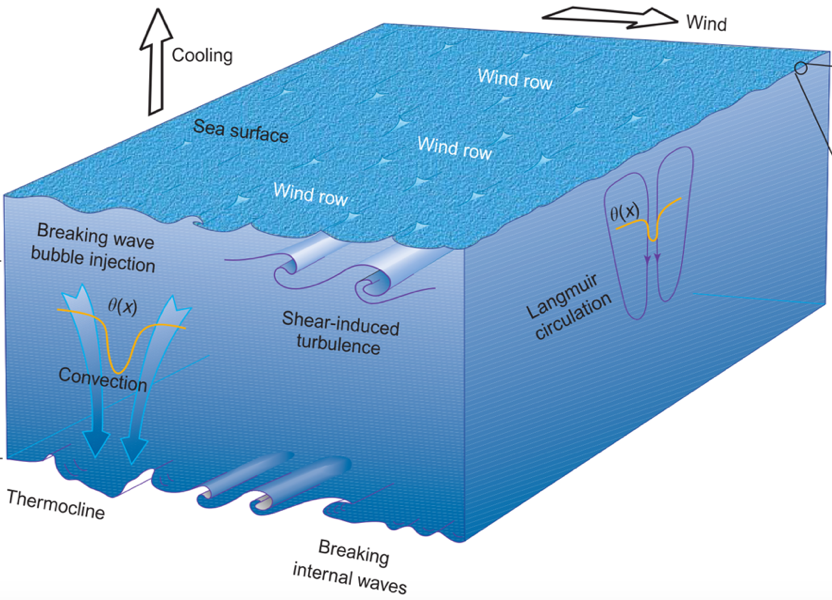 Wind
Cooling
Wind row
Sea surface
Wind row
Wind row
θ(x)
Breaking wave
bubble injection
Langmuir
circulation
θ(x)
Shear-induced
turbulence
Convection
Thermocline
Breaking
internal waves